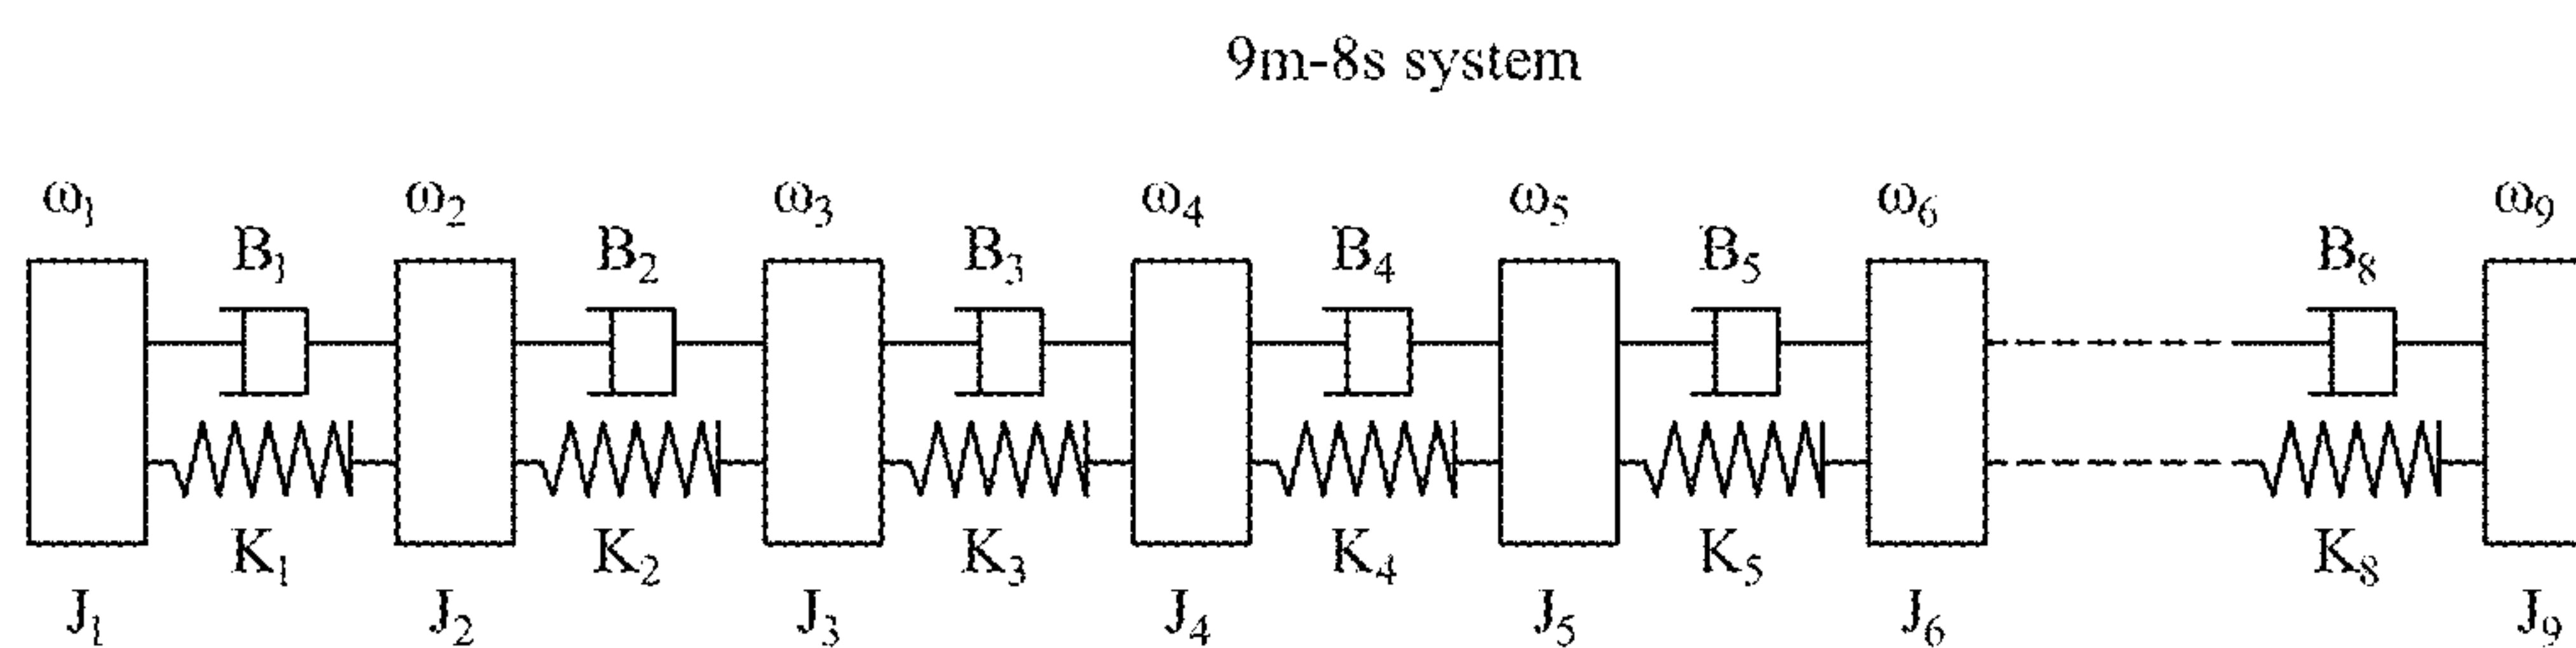 9m-8s system
ω₁ ω₂ ω₃ ω₄ ω₅ ω₆ ω₉
B₁ B₂ B₃ B₄ B₅ B₈
K₁ K₂ K₃ K₄ K₅ K₈
J₁ J₂ J₃ J₄ J₅ J₆ J₉